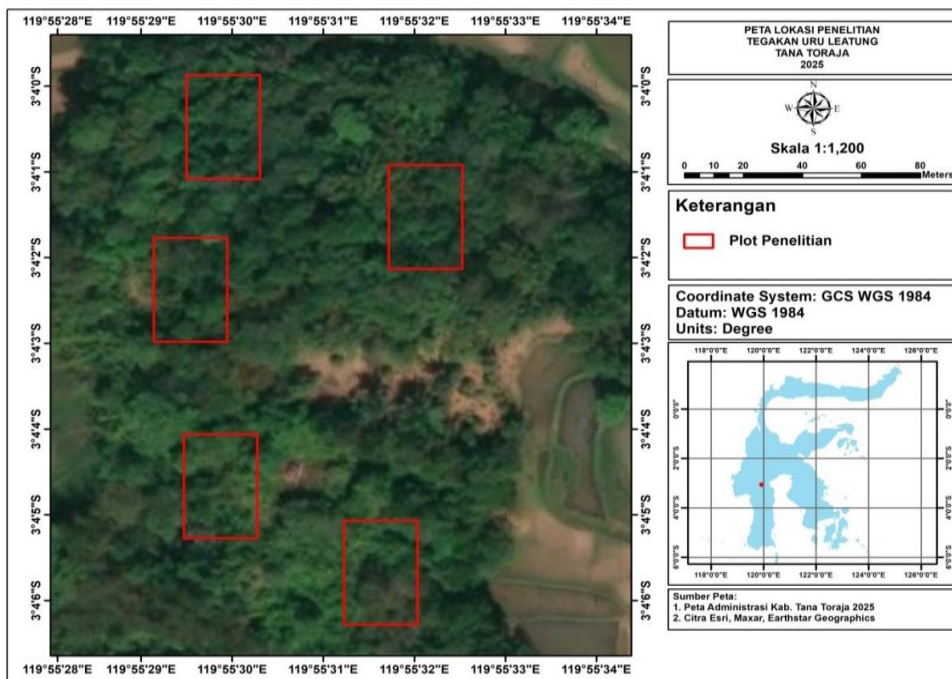 119°55'28"E 119°55'29"E 119°55'30"E 119°55'32"E 119°55'33"E 119°55'34"E
3°4'0"S 3°4'0"S
3°4'1"S 3°4'1"S
3°4'2"S 3°4'2"S
3°4'3"S 3°4'3"S
3°4'4"S 3°4'4"S
3°4'5"S 3°4'5"S
3°4'6"S 3°4'6"S
119°55'28"E 119°55'29"E 119°55'30"E 119°55'32"E 119°55'33"E 119°55'34"E
PETA LOKASI PENELITIAN
TEGAKAN URU LEATUNG
TANA TORAJA
2025
N
W E
S
Skala 1:1,200
0 10 20 40 60 80
Meters
Keterangan
Plot Penelitian
Coordinate System: GCS WGS 1984
Datum: WGS 1984
Units: Degree
118°0'0"E 120°0'0"E 122°0'0"E 124°0'0"E 126°0'0"E
0°0'0" 0°0'0"
2°0'0"S 2°0'0"S
4°0'0"S 4°0'0"S
6°0'0"S 6°0'0"S
118°0'0"E 120°0'0"E 122°0'0"E 124°0'0"E 126°0'0"E
Sumber Peta:
1. Peta Administrasi Kab. Tana Toraja 2025
2. Citra Esri, Maxar, Earthstar Geographics